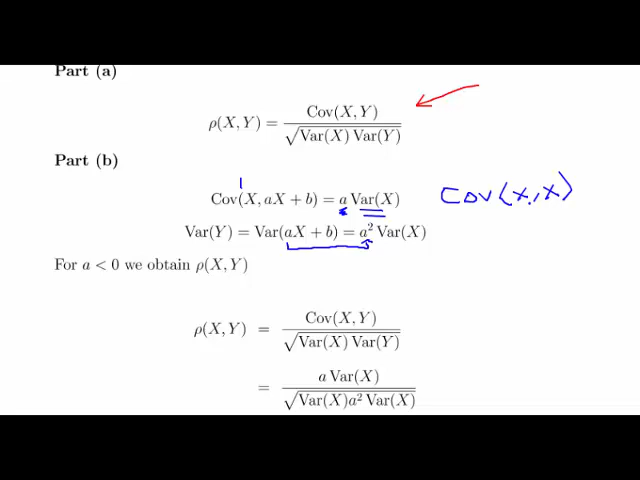 Part (a)
ρ(X, Y) = Cov(X, Y) / √Var(X) Var(Y)
Part (b)
Cov(X, aX + b) = a Var(X) Cov(X,X)
Var(Y) = Var(aX + b) = a² Var(X)
For a < 0 we obtain ρ(X, Y)
ρ(X, Y) = Cov(X, Y) / √Var(X) Var(Y)
= a Var(X) / √Var(X)a² Var(X)